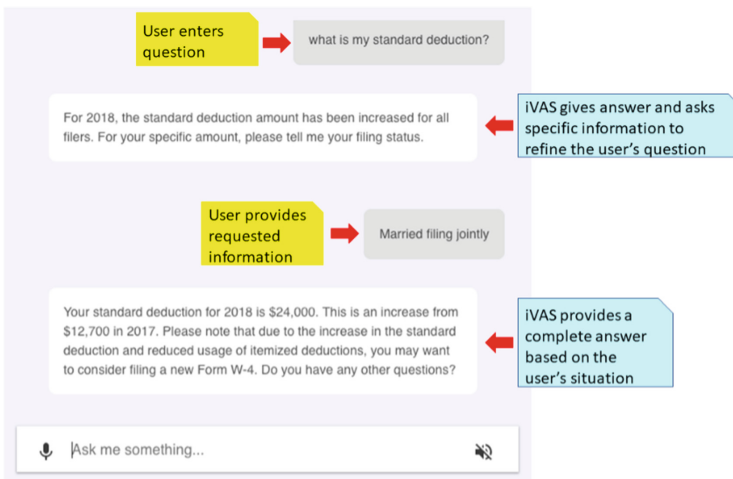 User enters
question
what is my standard deduction?
For 2018, the standard deduction amount has been increased for all
filers. For your specific amount, please tell me your filing status.
iVAS gives answer and asks
specific information to
refine the user's question
User provides
requested
information
Married filing jointly
Your standard deduction for 2018 is $24,000. This is an increase from
$12,700 in 2017. Please note that due to the increase in the standard
deduction and reduced usage of itemized deductions, you may want
to consider filing a new Form W-4. Do you have any other questions?
iVAS provides a
complete answer
based on the
user's situation
Ask me something...